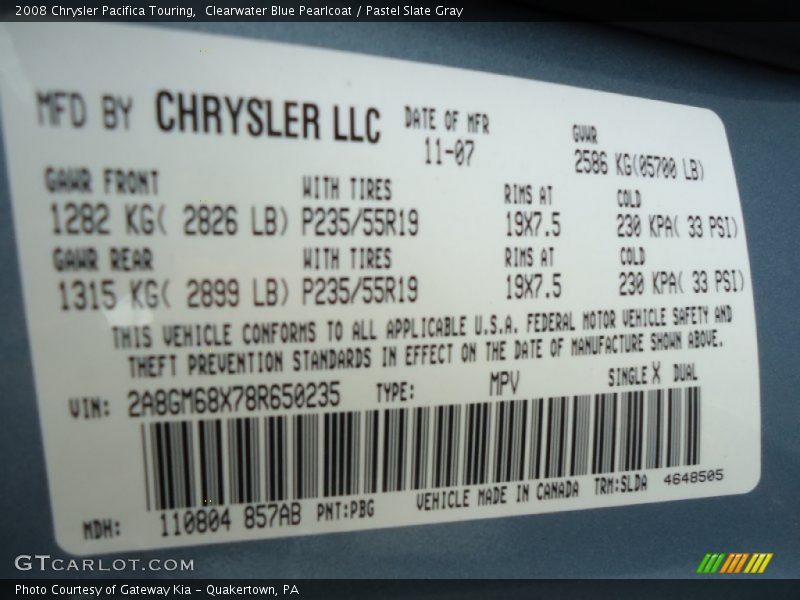 2008 Chrysler Pacifica Touring,  Clearwater Blue Pearlcoat / Pastel Slate Gray
MFD BY CHRYSLER LLC DATE OF MFR GVWR
11-07 2586 KG(05700 LB)
GAWR FRONT WITH TIRES RIMS AT COLD
1282 KG( 2826 LB) P235/55R19 19X7.5 230 KPA( 33 PSI)
GAWR REAR WITH TIRES RIMS AT COLD
1315 KG( 2899 LB) P235/55R19 19X7.5 230 KPA( 33 PSI)
THIS VEHICLE CONFORMS TO ALL APPLICABLE U.S.A. FEDERAL MOTOR VEHICLE SAFETY AND
THEFT PREVENTION STANDARDS IN EFFECT ON THE DATE OF MANUFACTURE SHOWN ABOVE.
VIN: 2A8GM68X78R650235 TYPE: MPV SINGLE X DUAL
MDH: 110804 857AB PNT:PBG VEHICLE MADE IN CANADA TRM:SLDA 4648505
GTCARLOT.COM
Photo Courtesy of Gateway Kia - Quakertown, PA